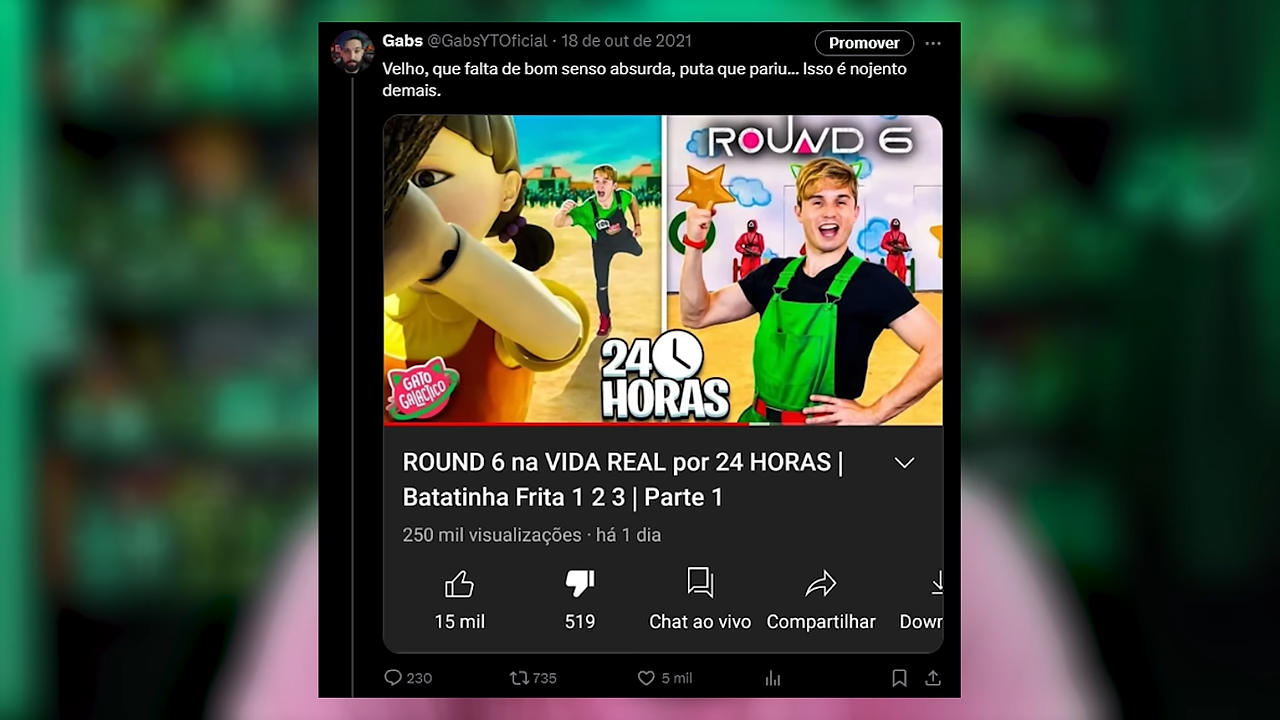 Gabs @GabsYTOficial · 18 de out de 2021
Promover
Velho, que falta de bom senso absurda, puta que pariu... Isso é nojento
demais.
ROUND 6
24
HORAS
GATO
GALÁCTICO
ROUND 6 na VIDA REAL por 24 HORAS |
Batatinha Frita 1 2 3 | Parte 1
250 mil visualizações · há 1 dia
15 mil
519
Chat ao vivo
Compartilhar
Down
230
735
5 mil